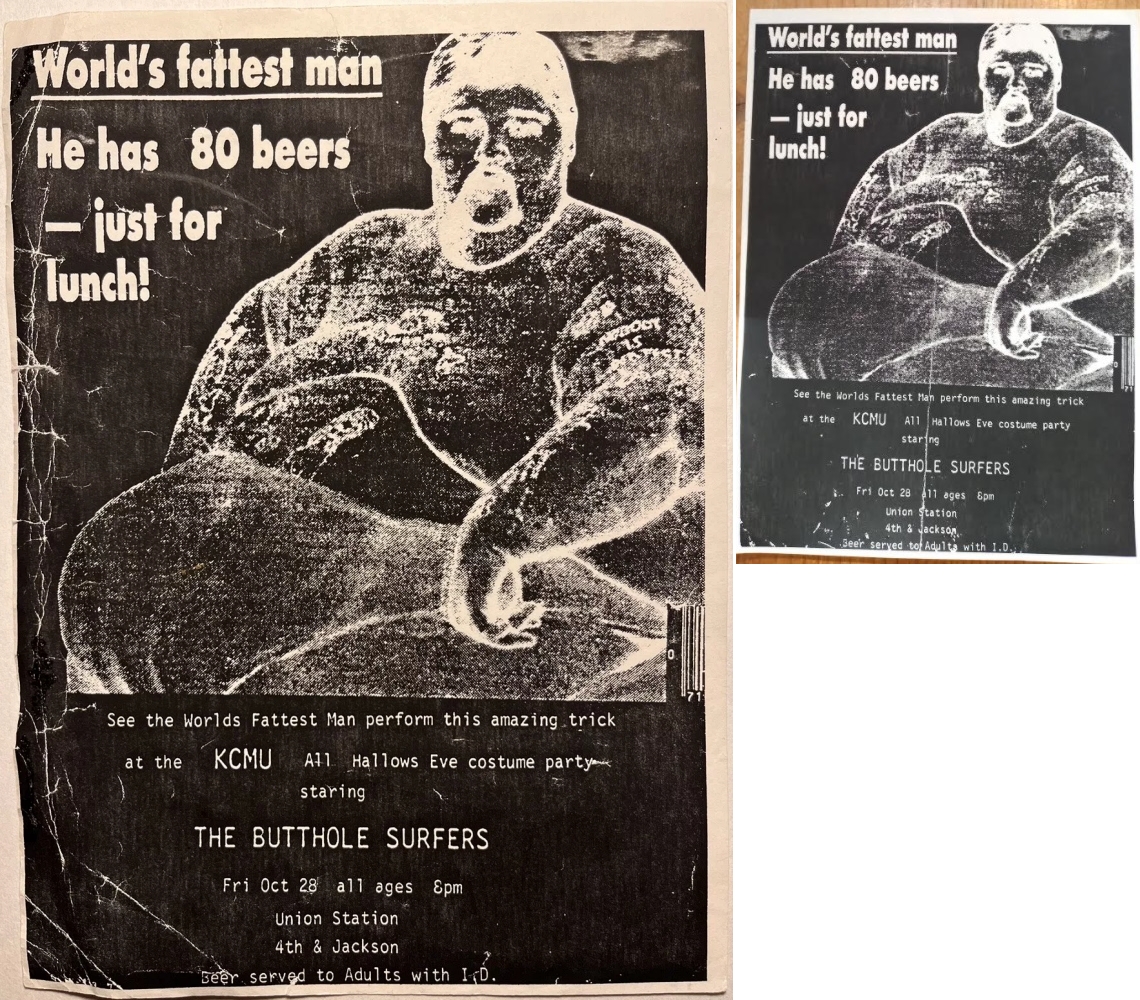 World's fattest man
He has 80 beers
— just for
lunch!
See the Worlds Fattest Man perform this amazing trick
at the KCMU All Hallows Eve costume party
staring
THE BUTTHOLE SURFERS
Fri Oct 28 all ages 8pm
Union Station
4th & Jackson
Beer served to Adults with I.D.
0
71
World's fattest man
He has 80 beers
— just for
lunch!
See the Worlds Fattest Man perform this amazing trick
at the KCMU All Hallows Eve costume party
staring
THE BUTTHOLE SURFERS
Fri Oct 28 all ages 8pm
Union Station
4th & Jackson
Beer served to Adults with I.D.
0